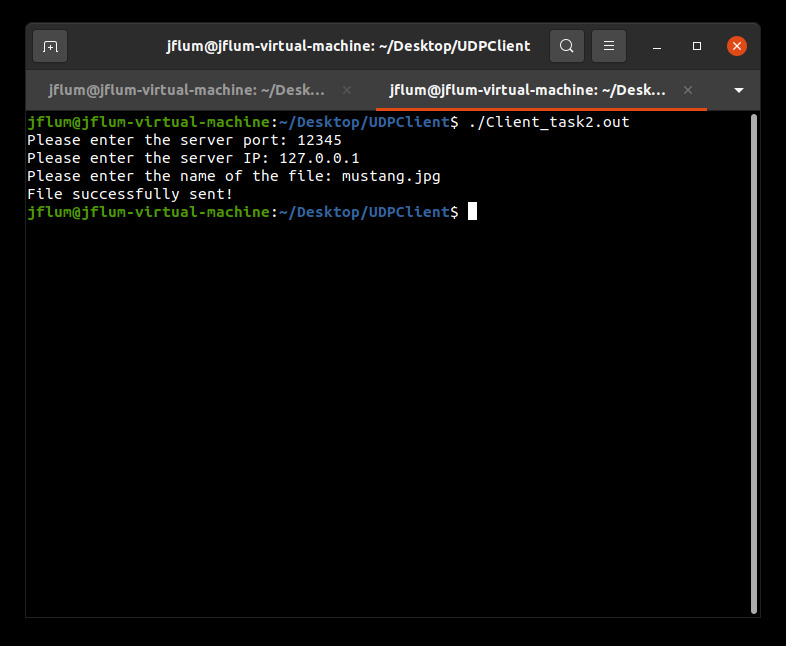 jflum@jflum-virtual-machine: ~/Desktop/UDPClient
jflum@jflum-virtual-machine: ~/Desk... jflum@jflum-virtual-machine: ~/Desk...
jflum@jflum-virtual-machine:~/Desktop/UDPClient$ ./Client_task2.out
Please enter the server port: 12345
Please enter the server IP: 127.0.0.1
Please enter the name of the file: mustang.jpg
File successfully sent!
jflum@jflum-virtual-machine:~/Desktop/UDPClient$